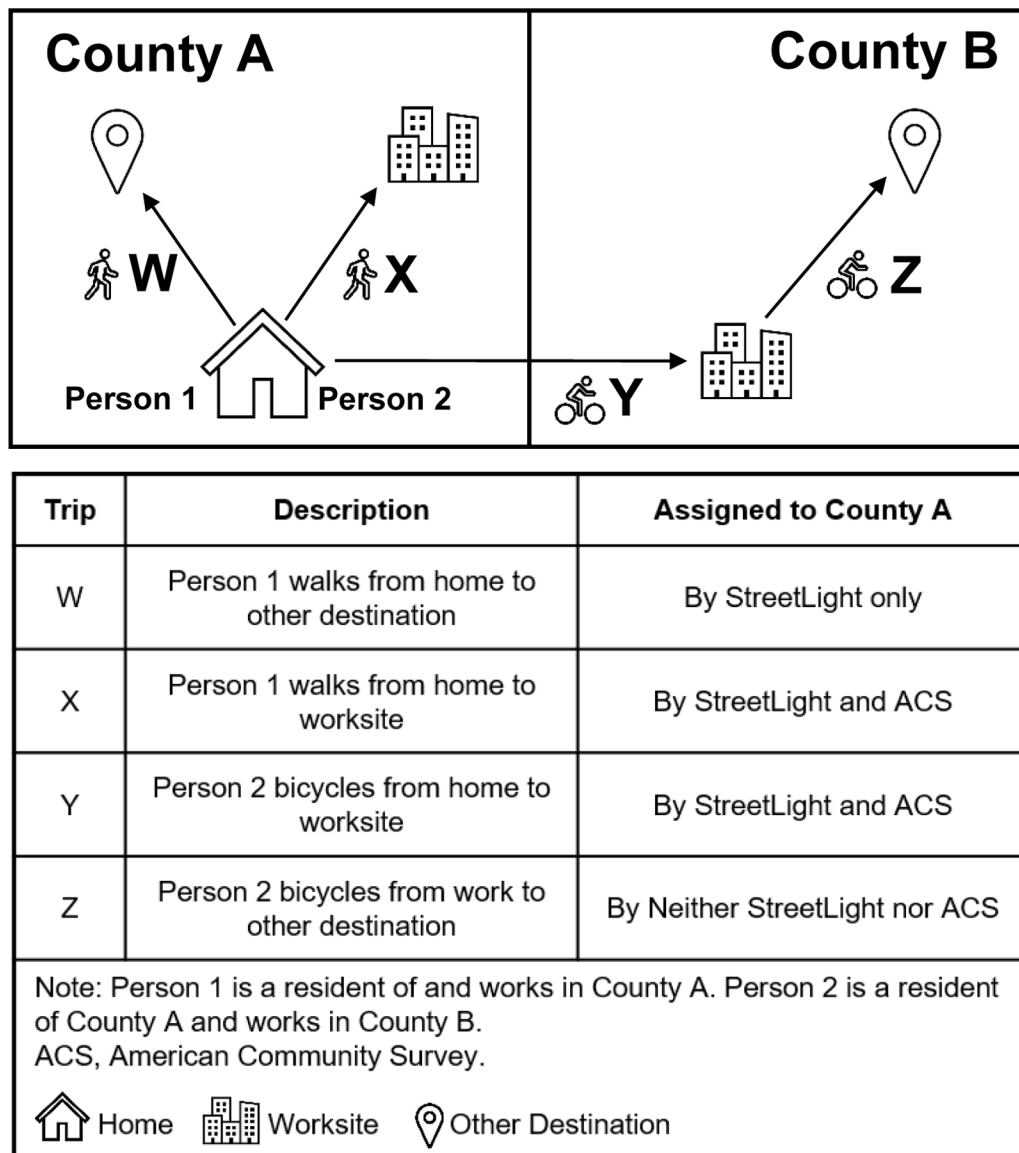 County A
County B
W
X
Z
Person 1
Person 2
Y
Trip
Description
Assigned to County A
W
Person 1 walks from home to
other destination
By StreetLight only
X
Person 1 walks from home to
worksite
By StreetLight and ACS
Y
Person 2 bicycles from home to
worksite
By StreetLight and ACS
Z
Person 2 bicycles from work to
other destination
By Neither StreetLight nor ACS
Note: Person 1 is a resident of and works in County A. Person 2 is a resident
of County A and works in County B.
ACS, American Community Survey.
Home
Worksite
Other Destination